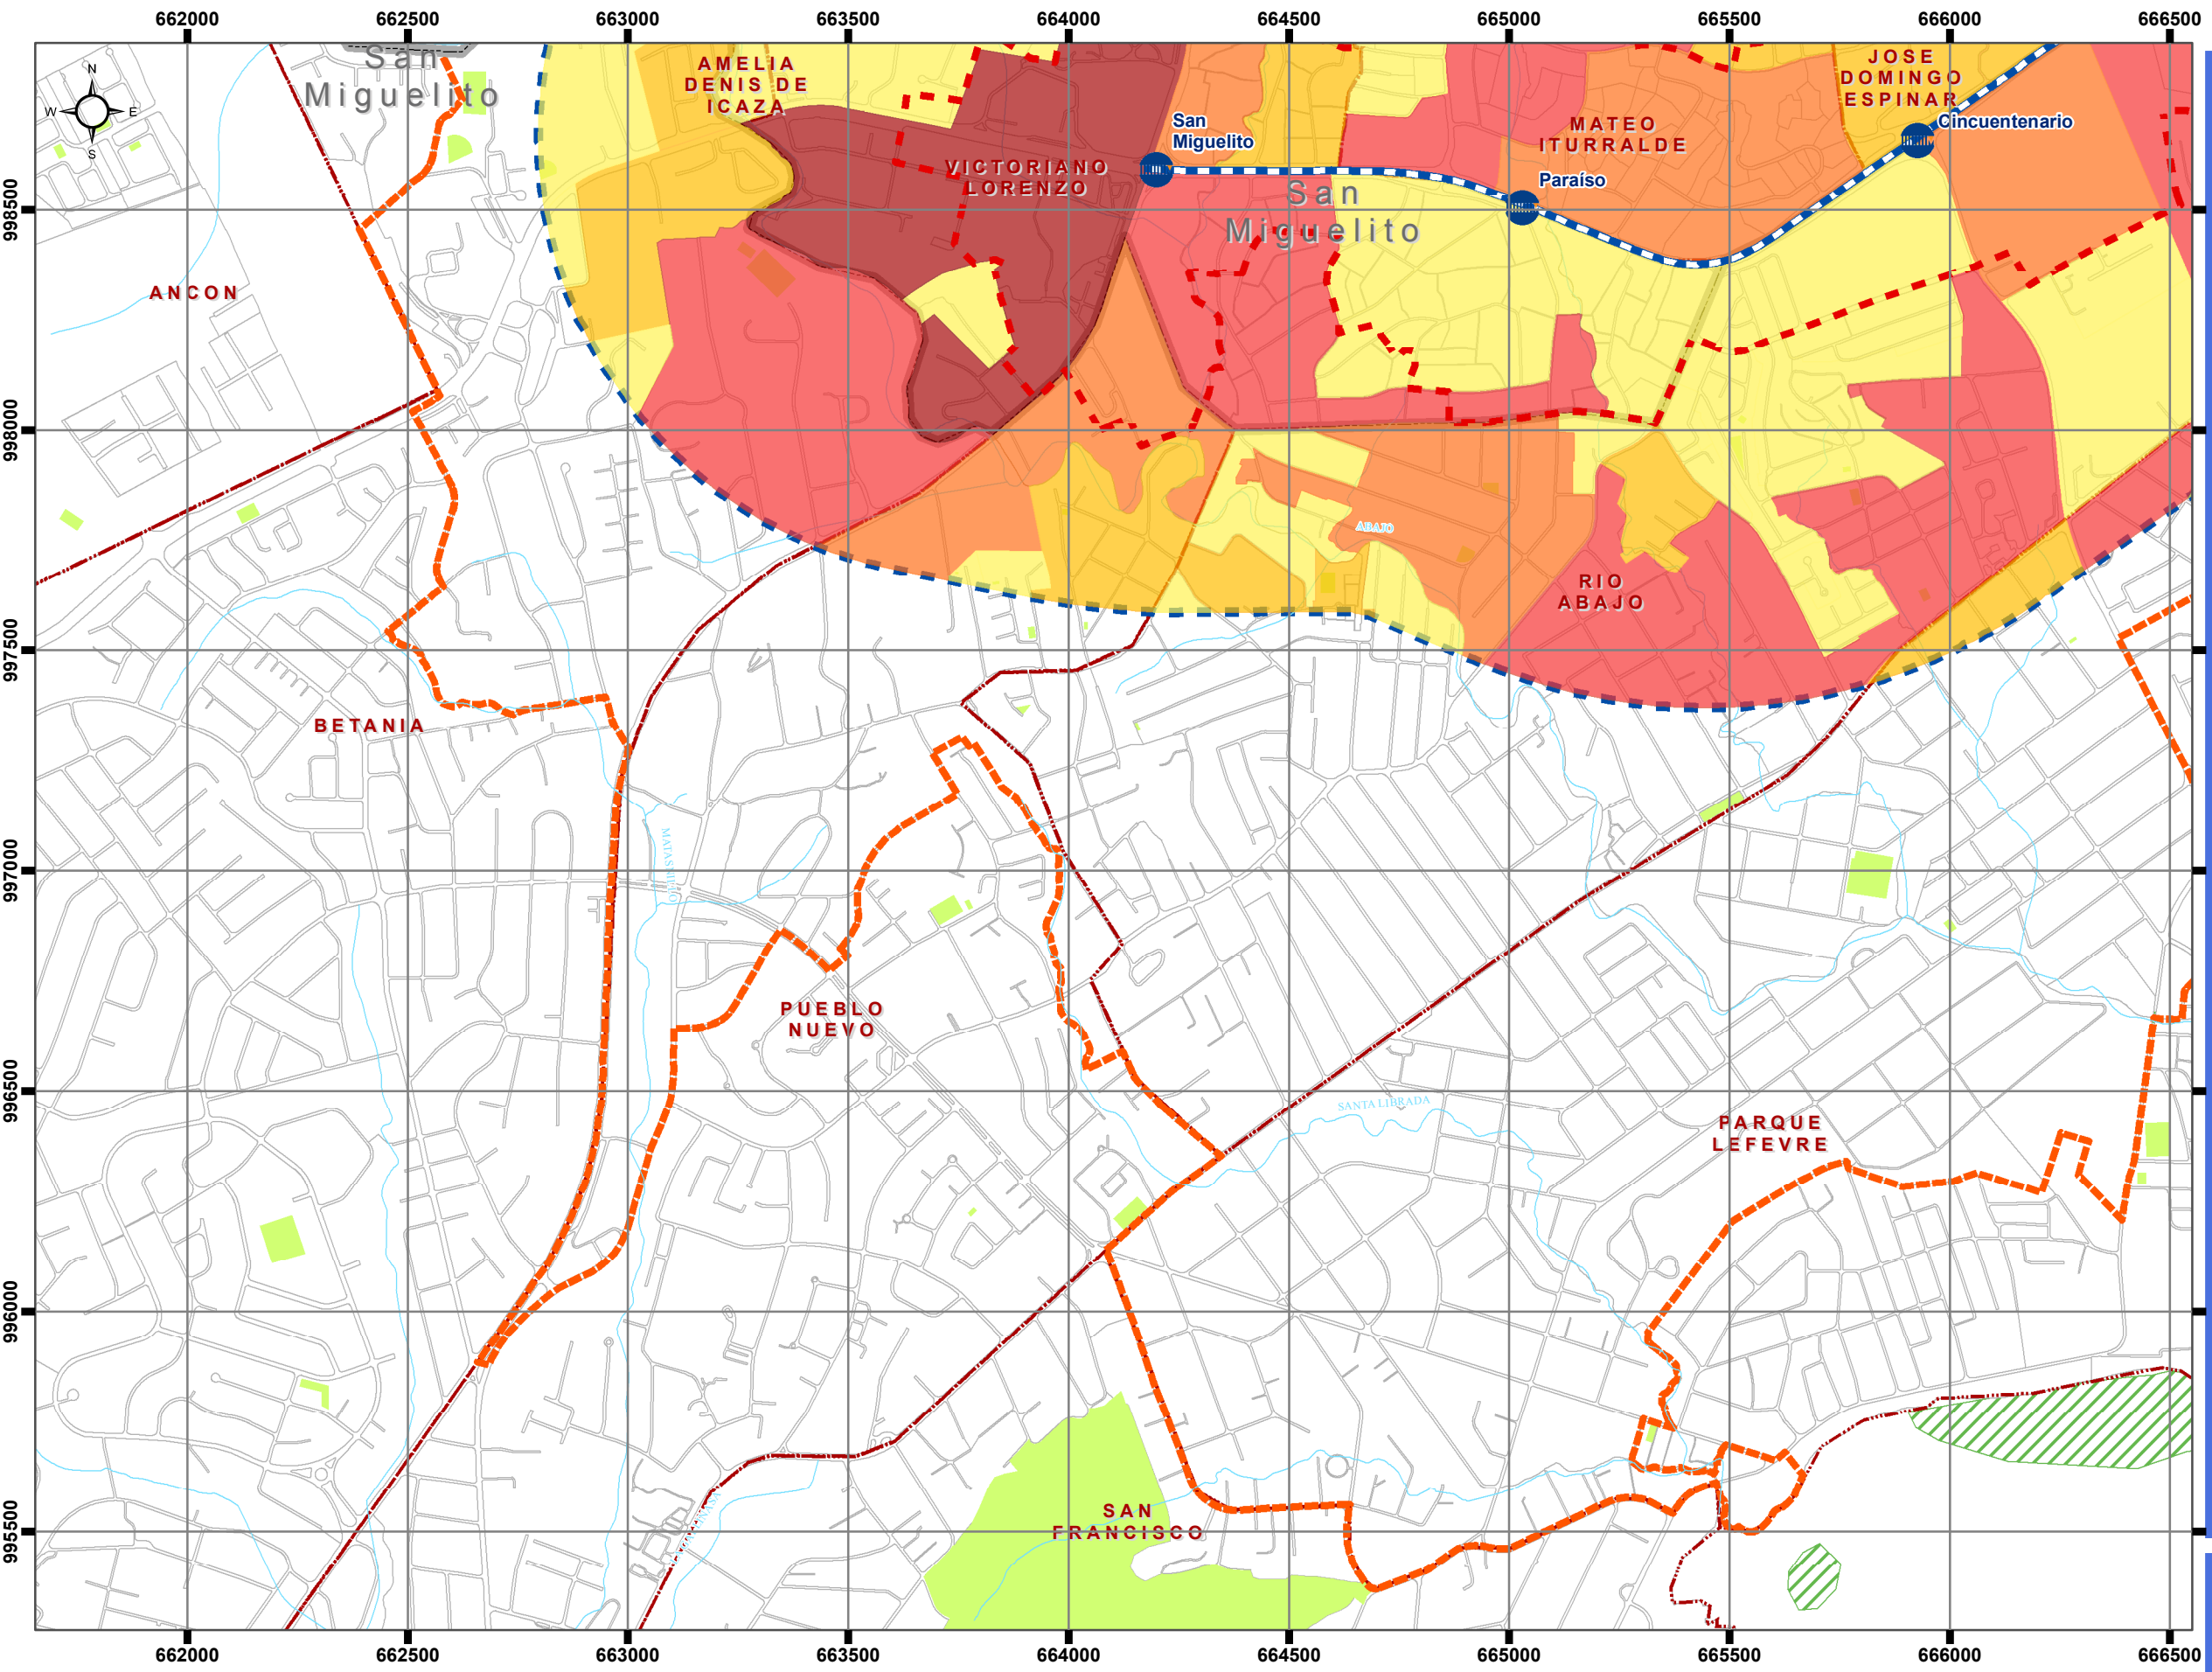 662000 662500 663000 663500 664000 664500 665000 665500 666000 666500
San
Miguelito
N
W E
S
AMELIA
DENIS DE
ICAZA
JOSE
DOMINGO
ESPINAR
Cincuentenario
San
Miguelito
MATEO
ITURRALDE
VICTORIANO
LORENZO
Paraíso
San
Miguelito
998500
ANCON
998000
ABAJO
RIO
ABAJO
997500
BETANIA
MATASNILLO
997000
PUEBLO
NUEVO
996500
SANTA LIBRADA
PARQUE
LEFEVRE
996000
SAN
FRANCISCO
995500
662000 662500 663000 663500 664000 664500 665000 665500 666000 666500